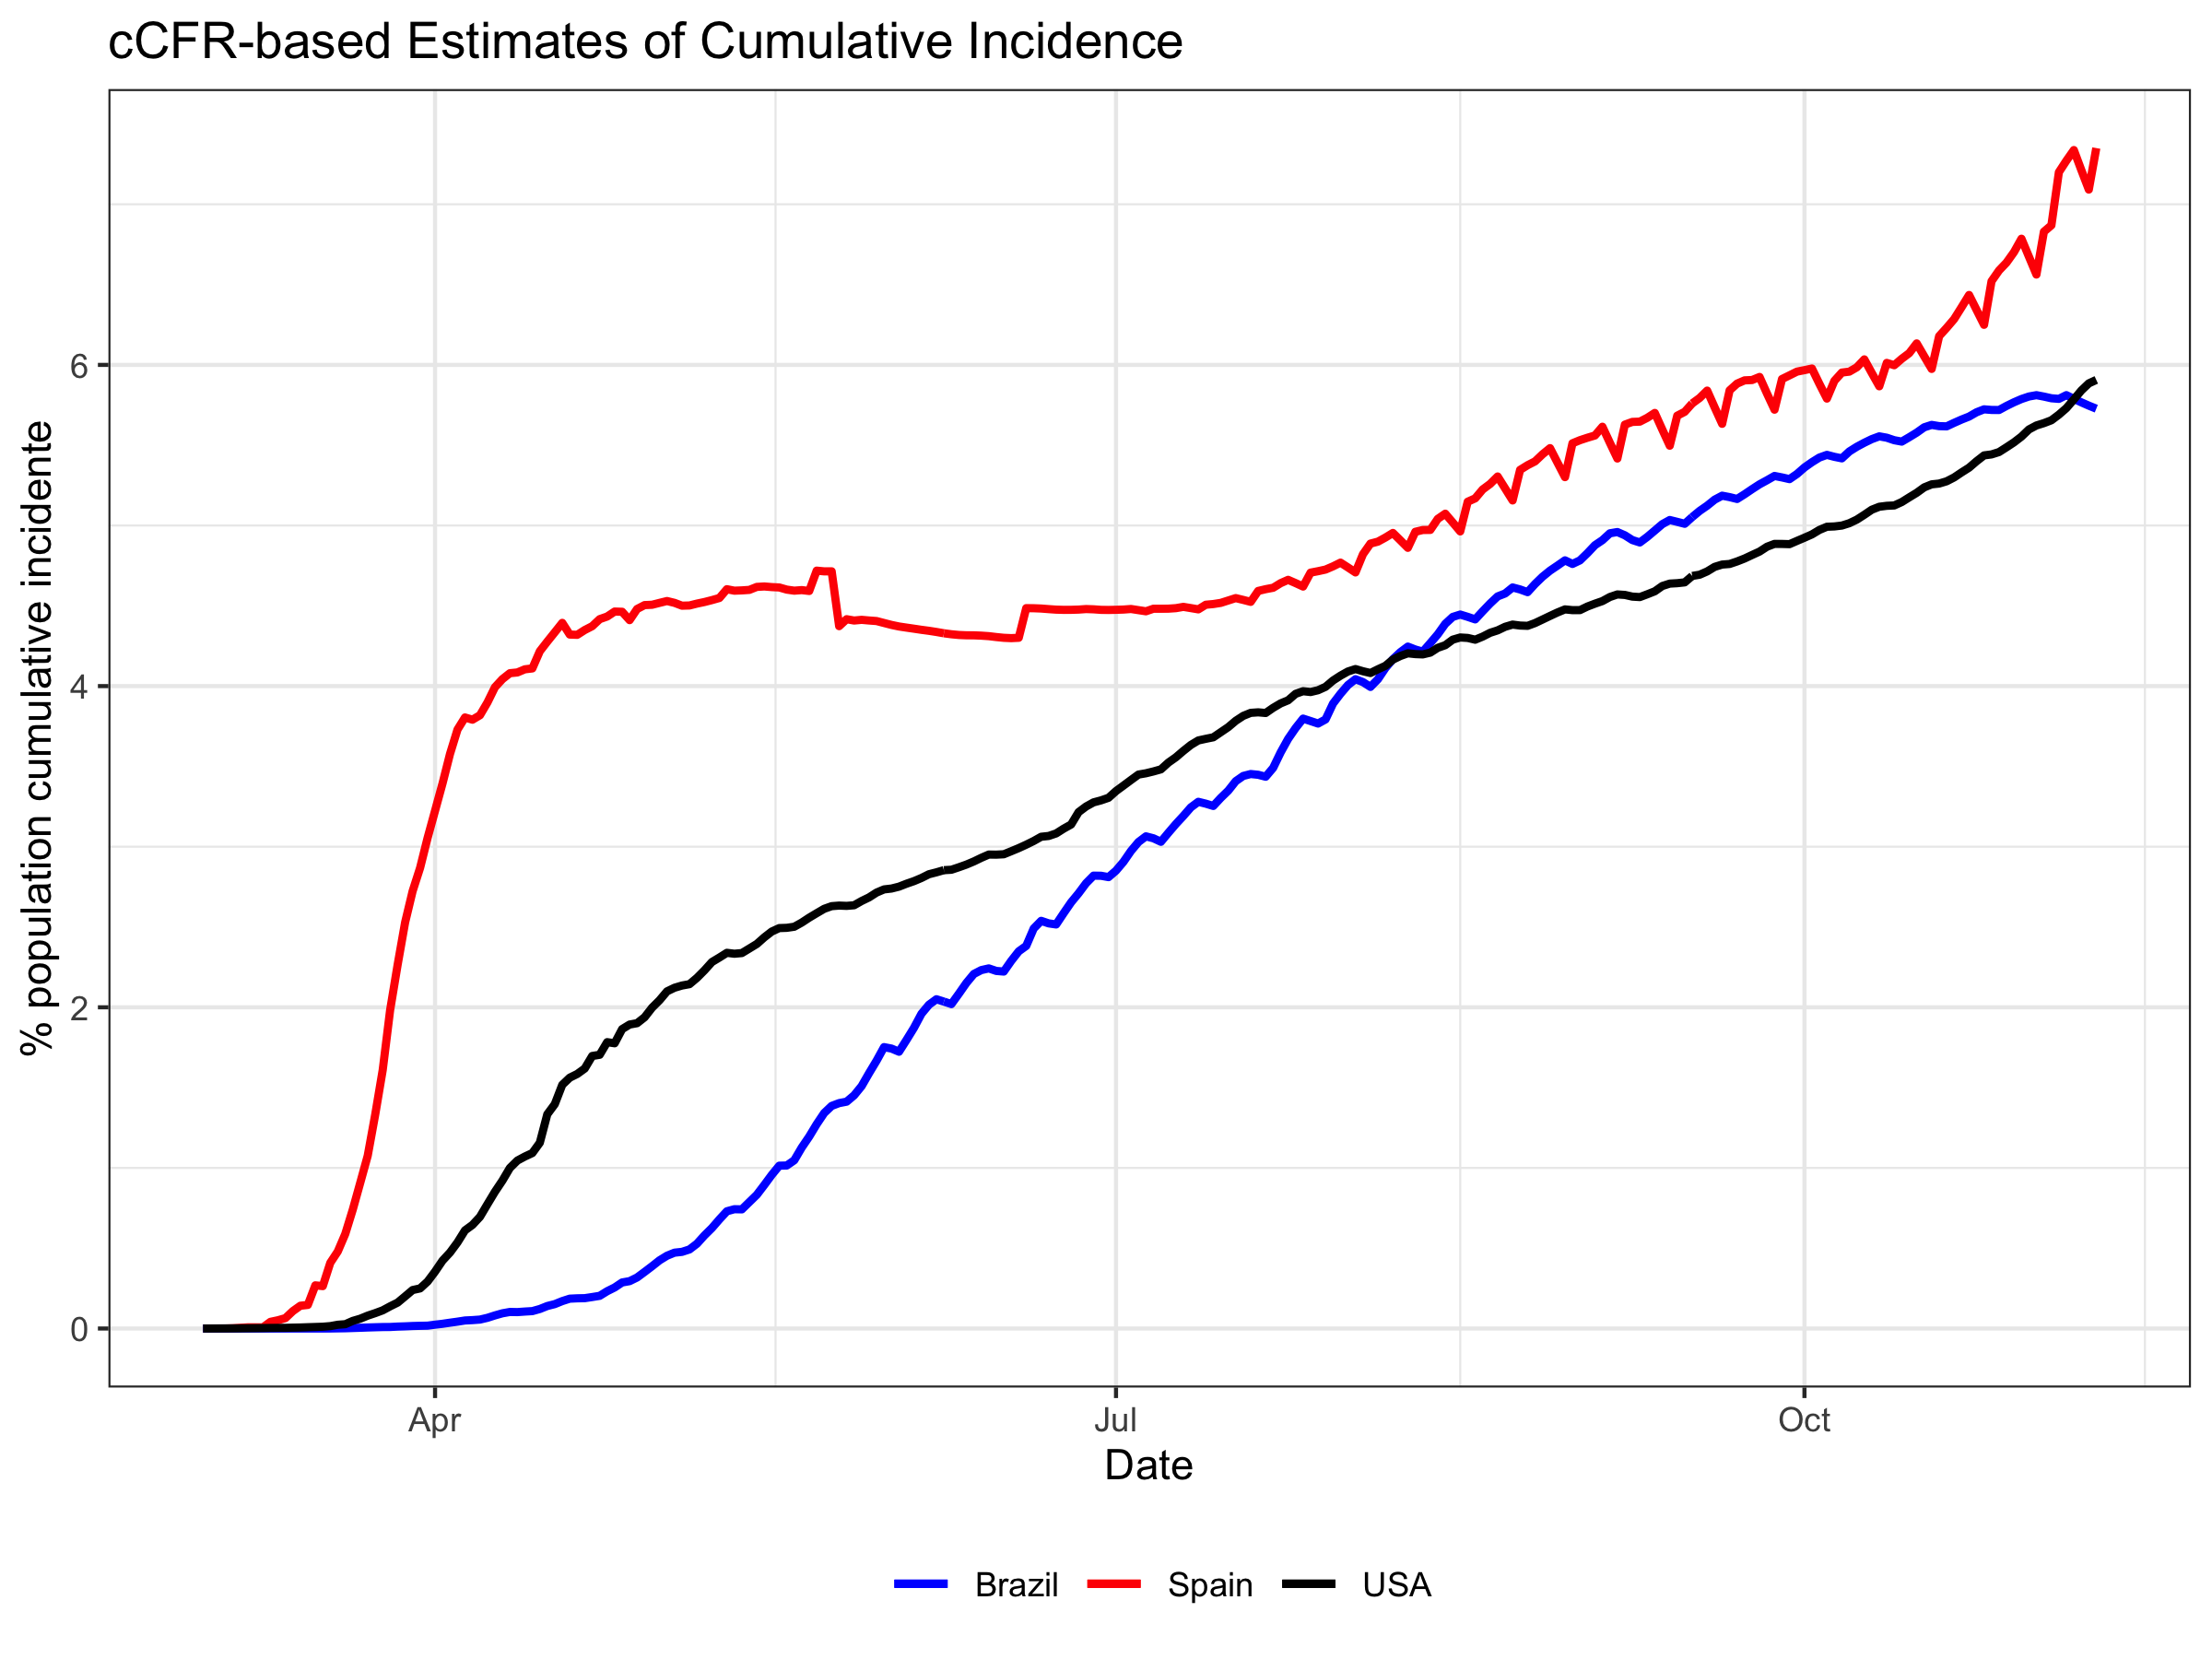 cCFR-based Estimates of Cumulative Incidence
% population cumulative incidente
6
4
2
0
Apr Jul Oct
Date
Brazil Spain USA